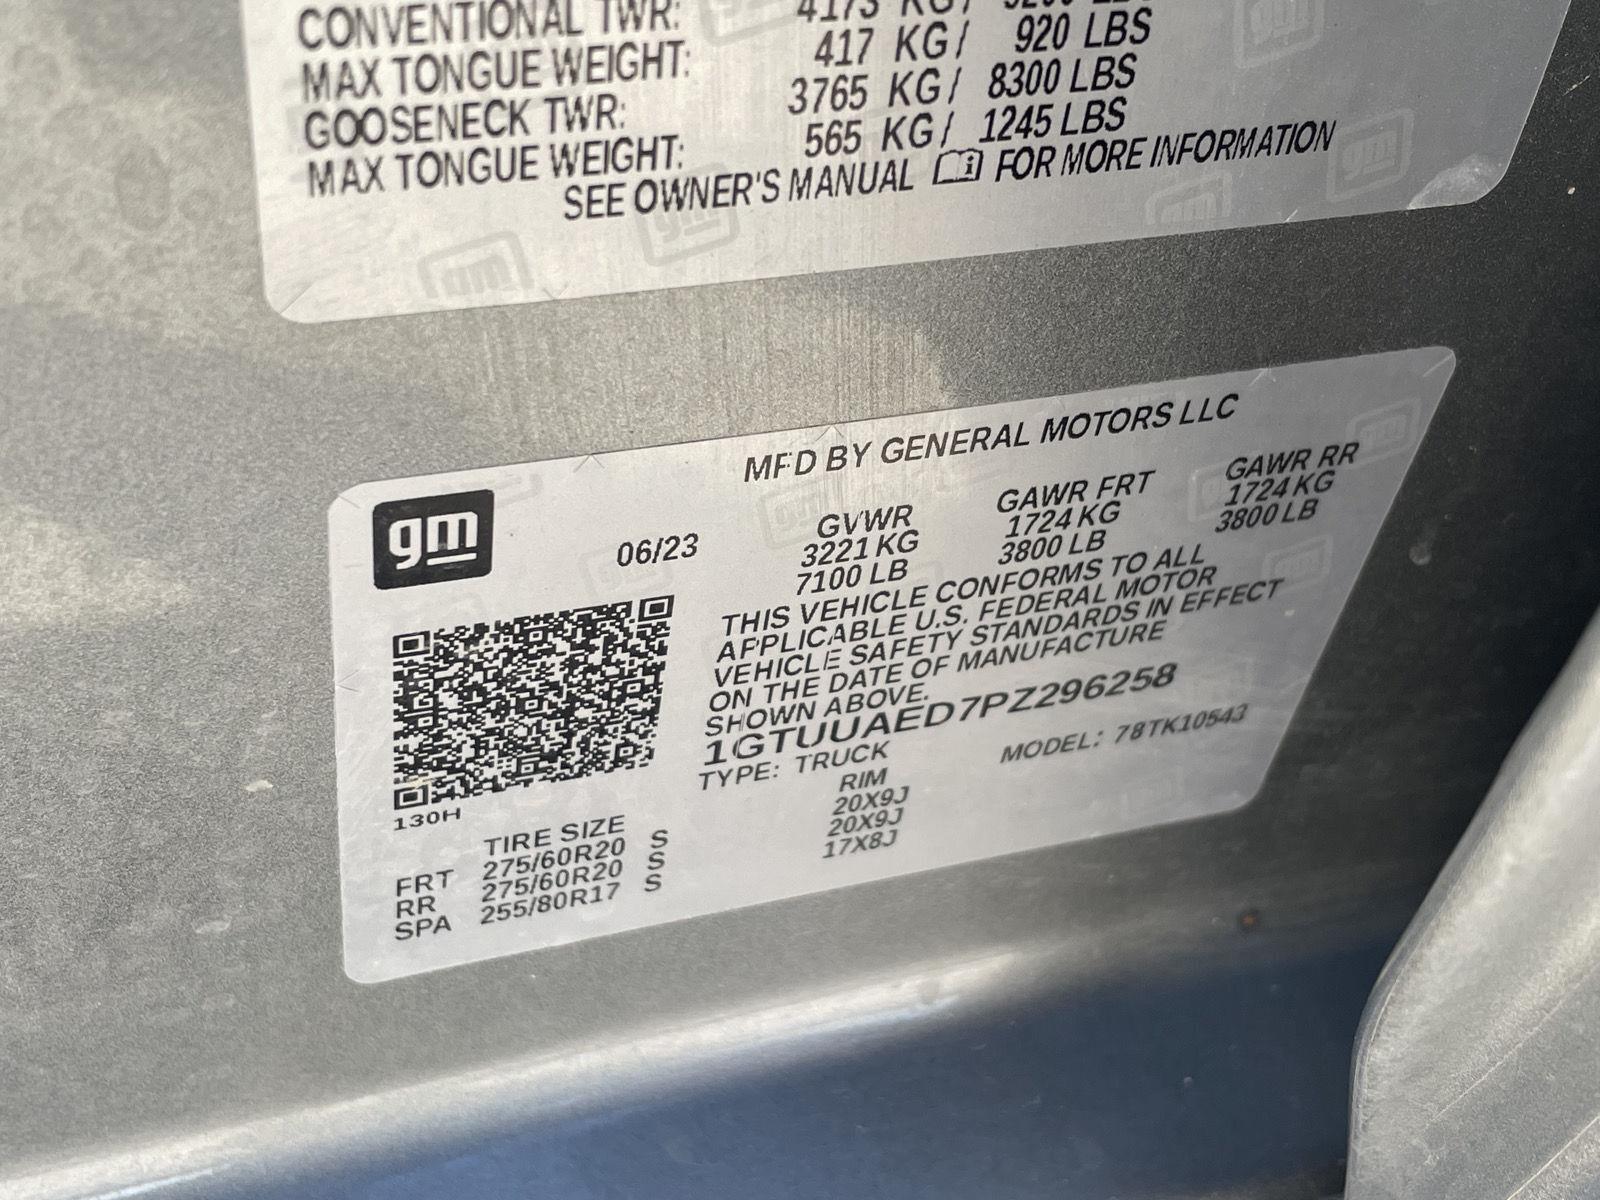 CONVENTIONAL TWR: 4173 KG/ LBS
MAX TONGUE WEIGHT: 417 KG/ 920 LBS
GOOSENECK TWR: 3765 KG/ 8300 LBS
MAX TONGUE WEIGHT: 565 KG/ 1245 LBS
SEE OWNER'S MANUAL FOR MORE INFORMATION
gm
MFD BY GENERAL MOTORS LLC
06/23
GVWR GAWR FRT GAWR RR
3221 KG 1724 KG 1724 KG
7100 LB 3800 LB 3800 LB
THIS VEHICLE CONFORMS TO ALL
APPLICABLE U.S. FEDERAL MOTOR
VEHICLE SAFETY STANDARDS IN EFFECT
ON THE DATE OF MANUFACTURE
SHOWN ABOVE.
1GTUUAED7PZ296258
TYPE: TRUCK MODEL: 78TK10543
130H
TIRE SIZE RIM
FRT 275/60R20 S 20X9J
RR 275/60R20 S 20X9J
SPA 255/80R17 S 17X8J